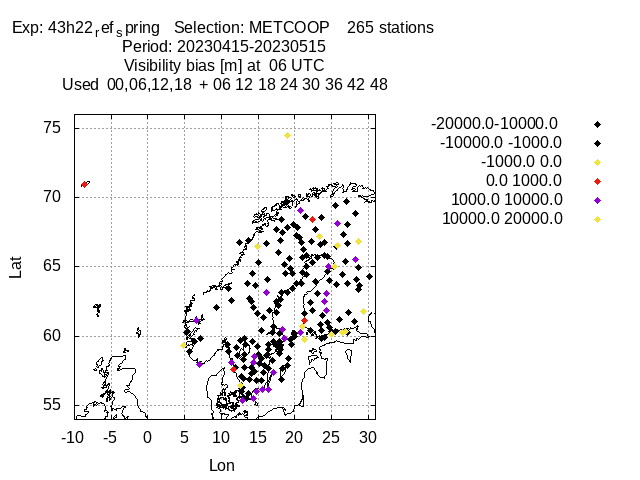 Exp: 43h22ref spring   Selection: METCOOP    265 stations
Period: 20230415-20230515
Visibility bias [m] at  06 UTC
Used  00,06,12,18  + 06 12 18 24 30 36 42 48
-20000.0-10000.0
-10000.0 -1000.0
-1000.0 0.0
0.0 1000.0
1000.0 10000.0
10000.0 20000.0
75
70
65
60
55
Lat
-10 -5 0 5 10 15 20 25 30
Lon